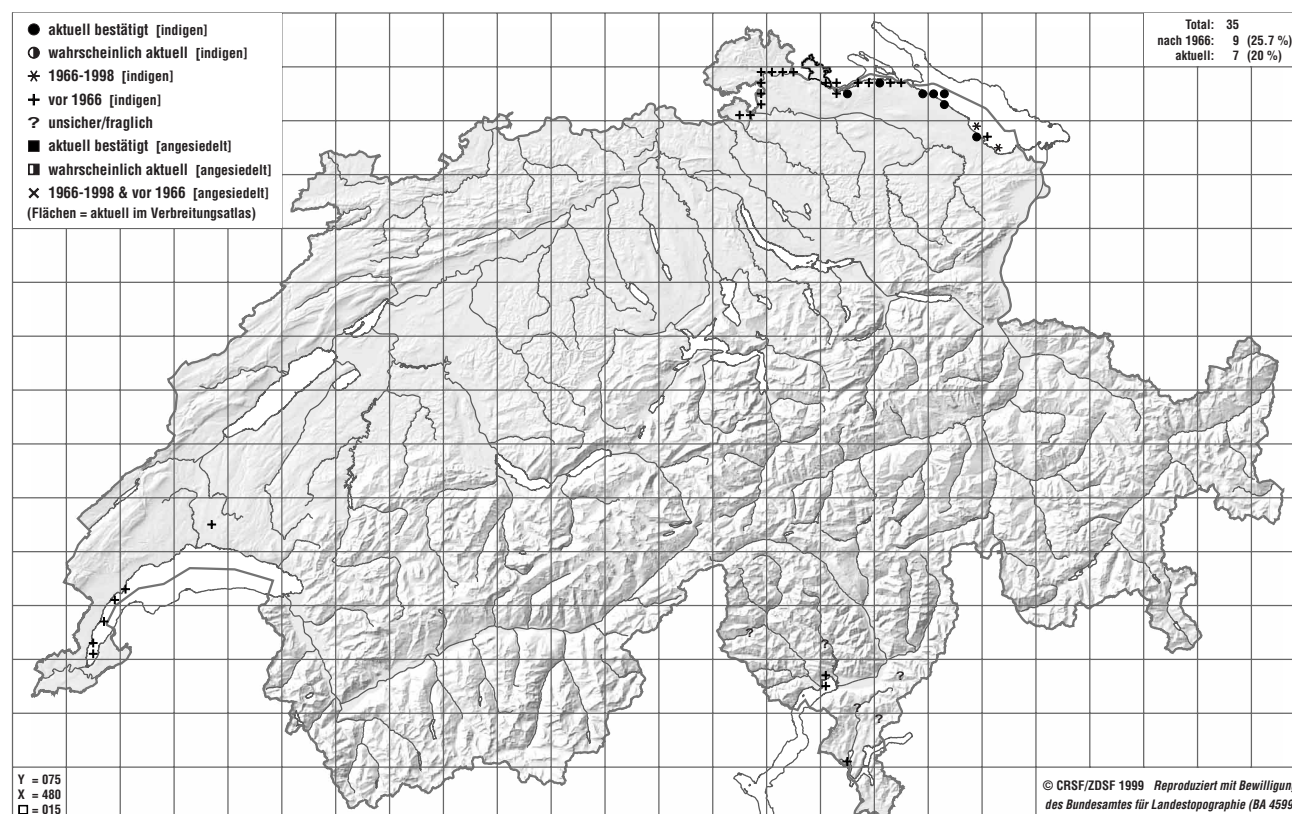 aktuell bestätigt [indigen]
wahrscheinlich aktuell [indigen]
1966-1998 [indigen]
vor 1966 [indigen]
? unsicher/fraglich
aktuell bestätigt [angesiedelt]
wahrscheinlich aktuell [angesiedelt]
1966-1998 & vor 1966 [angesiedelt]
(Flächen = aktuell im Verbreitungsatlas)
Total: 35
nach 1966: 9 (25.7 %)
aktuell: 7 (20 %)
?
?
?
?
?
Y = 075
X = 480
= 015
© CRSF/ZDSF 1999 Reproduziert mit Bewilligung
des Bundesamtes für Landestopographie (BA 4599